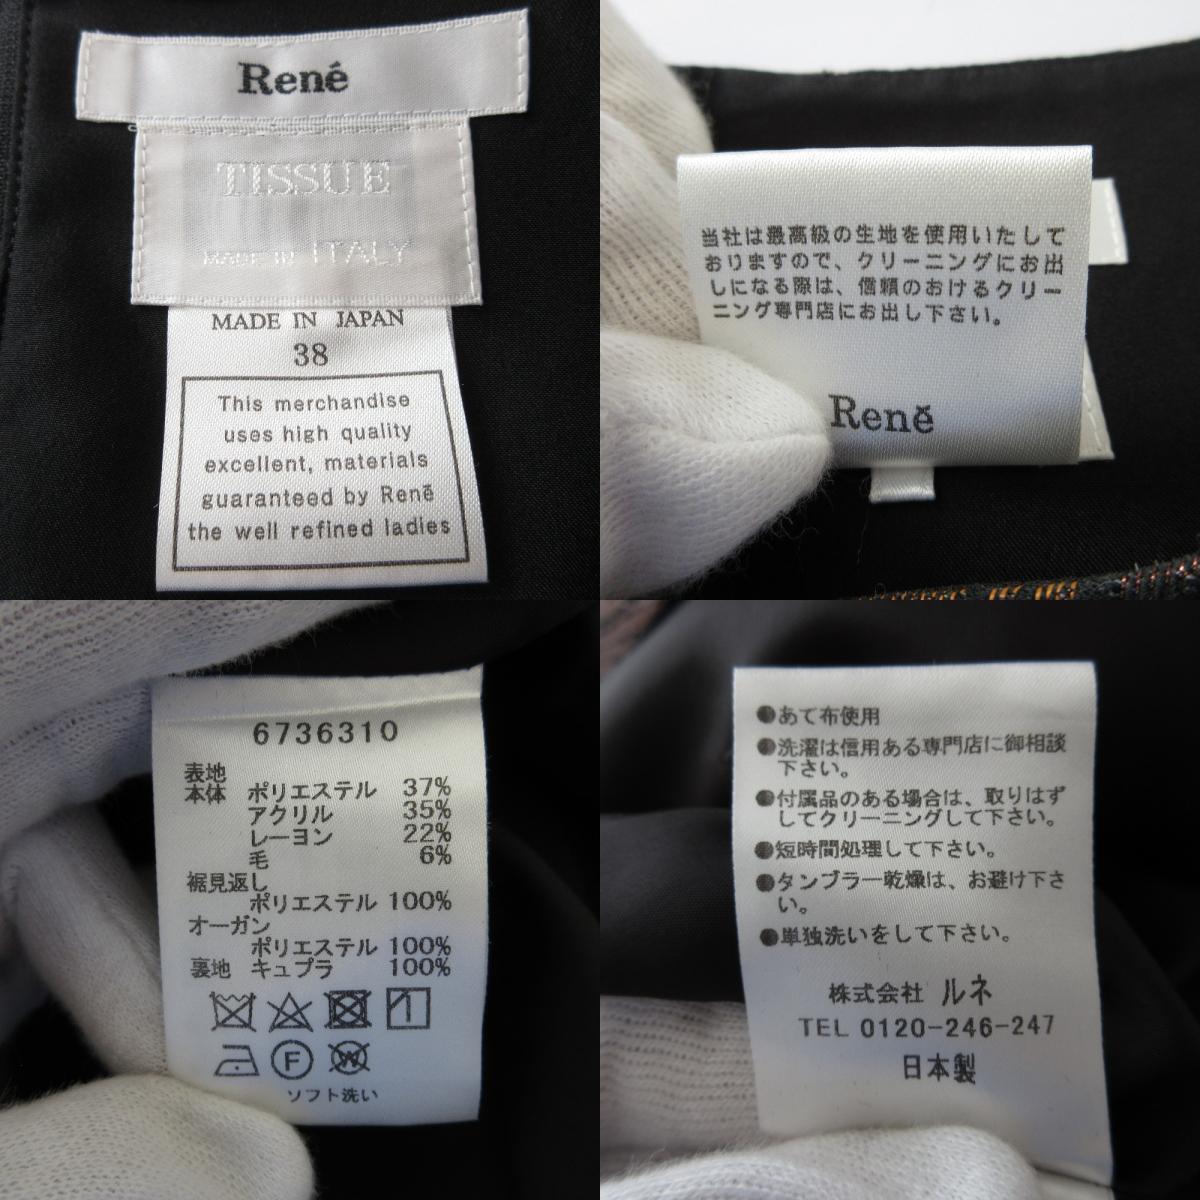 René
TISSUE
MADE IN ITALY
MADE IN JAPAN
38
This merchandise
uses high quality
excellent, materials
guaranteed by Renē
the well refined ladies
当社は最高級の生地を使用いたして
おりますので、クリーニングにお出
しになる際は、信頼のおけるクリー
ニング専門店にお出し下さい。
Renĕ
6736310
表地
本体 ポリエステル 37%
アクリル 35%
レーヨン 22%
毛 6%
裾見返し
ポリエステル 100%
オーガン
ポリエステル 100%
裏地 キュプラ 100%
F W
ソフト洗い
●あて布使用
●洗濯は信用ある専門店に御相談
下さい。
●付属品のある場合は、取りはず
してクリーニングして下さい。
●短時間処理して下さい。
●タンブラー乾燥は、お避け下さ
い。
●単独洗いをして下さい。
株式会社 ルネ
TEL 0120-246-247
日本製